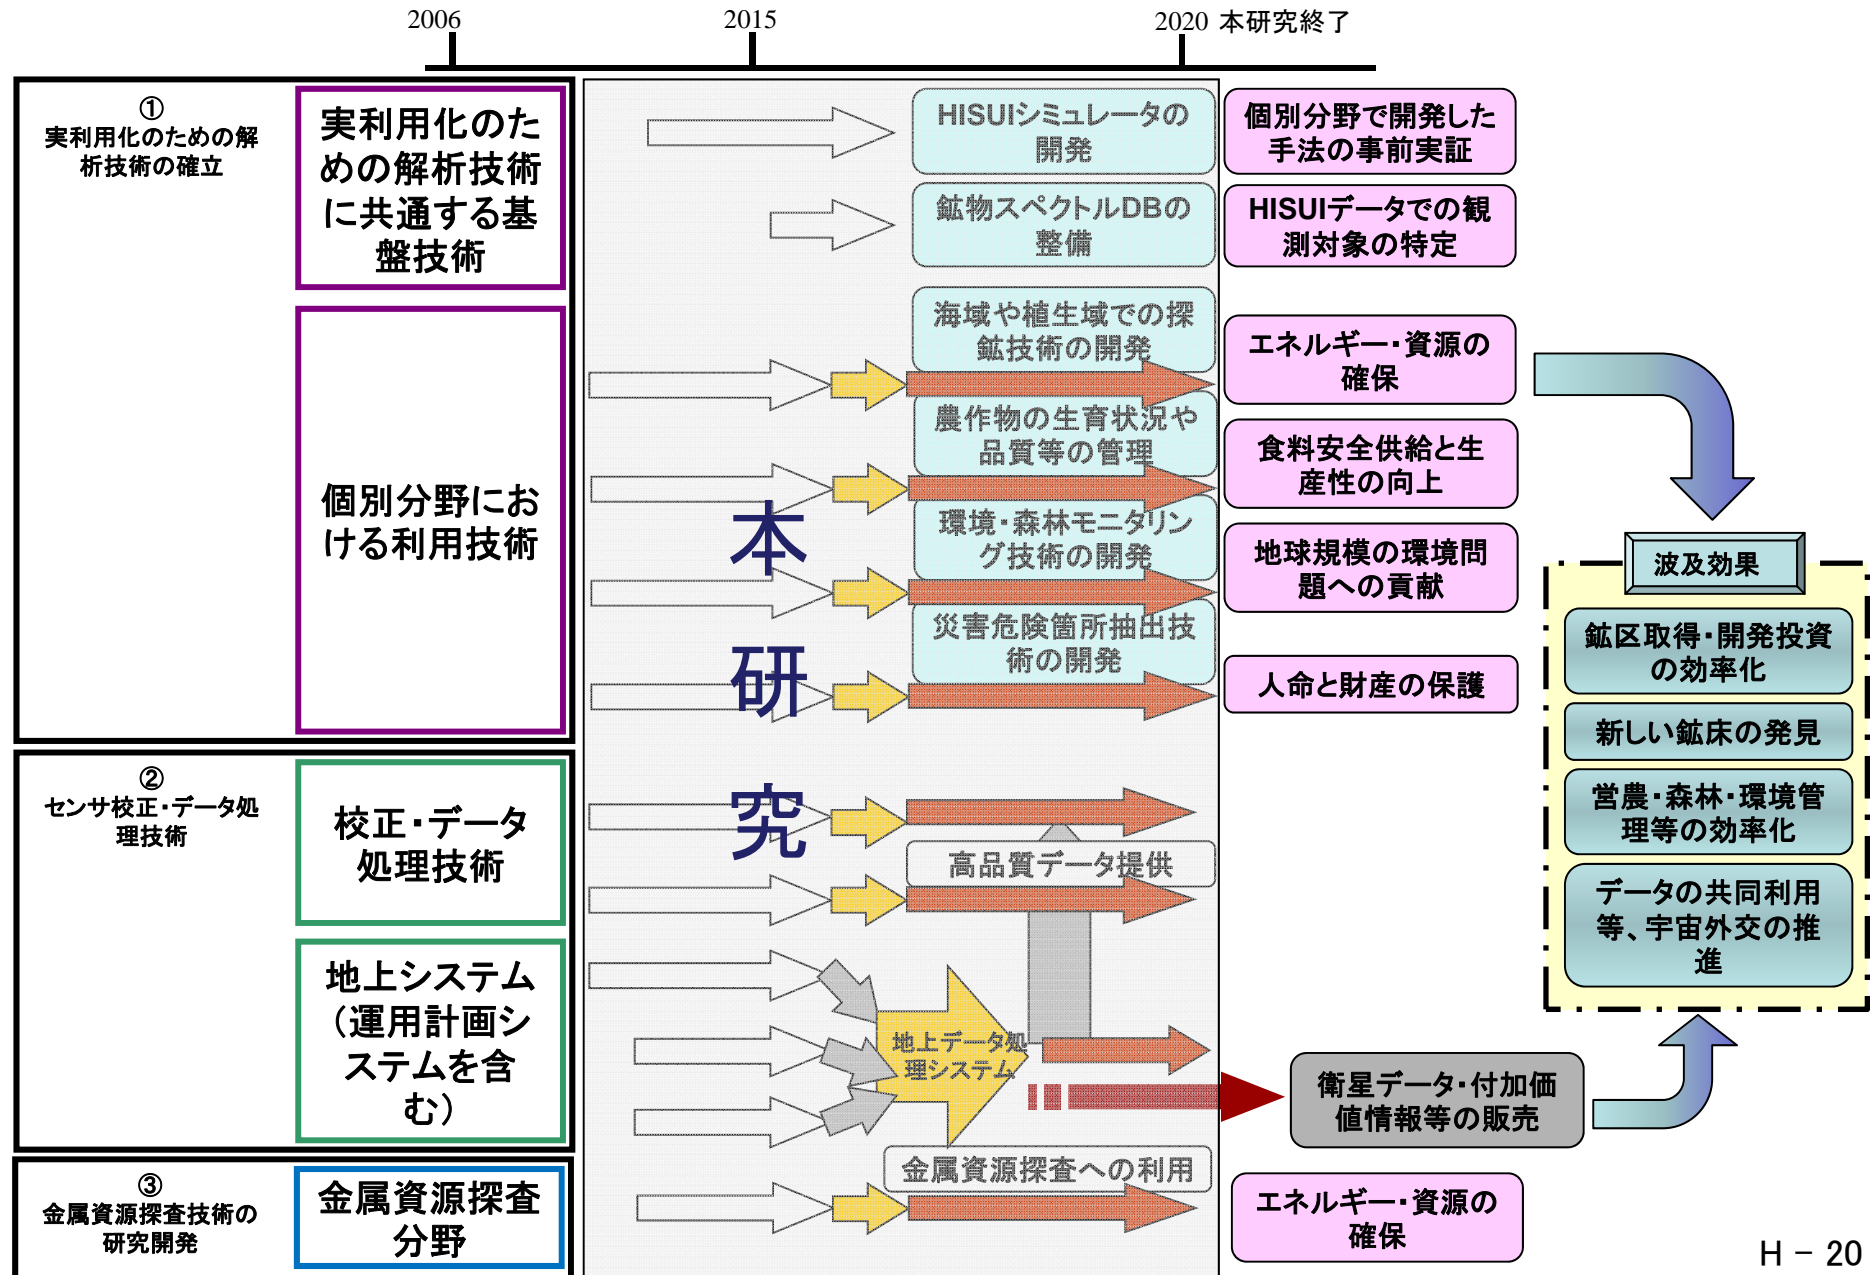 2006
2015
2020 本研究終了
①
実利用化のための解
析技術の確立
実利用化のた
めの解析技術
に共通する基
盤技術
HISUIシミュレータの
開発
個別分野で開発した
手法の事前実証
鉱物スペクトルDBの
整備
HISUIデータでの観
測対象の特定
個別分野にお
ける利用技術
海域や植生域での探
鉱技術の開発
エネルギー・資源の
確保
農作物の生育状況や
品質等の管理
食料安全供給と生
産性の向上
環境・森林モニタリン
グ技術の開発
地球規模の環境問
題への貢献
災害危険箇所抽出技
術の開発
人命と財産の保護
本
研
究
②
センサ校正・データ処
理技術
校正・データ
処理技術
高品質データ提供
地上システム
（運用計画シ
ステムを含
む）
地上データ処
理システム
衛星データ・付加価
値情報等の販売
③
金属資源探査技術の
研究開発
金属資源探査
分野
金属資源探査への利用
エネルギー・資源の
確保
波及効果
鉱区取得・開発投資
の効率化
新しい鉱床の発見
営農・森林・環境管
理等の効率化
データの共同利用
等、宇宙外交の推
進
H － 20